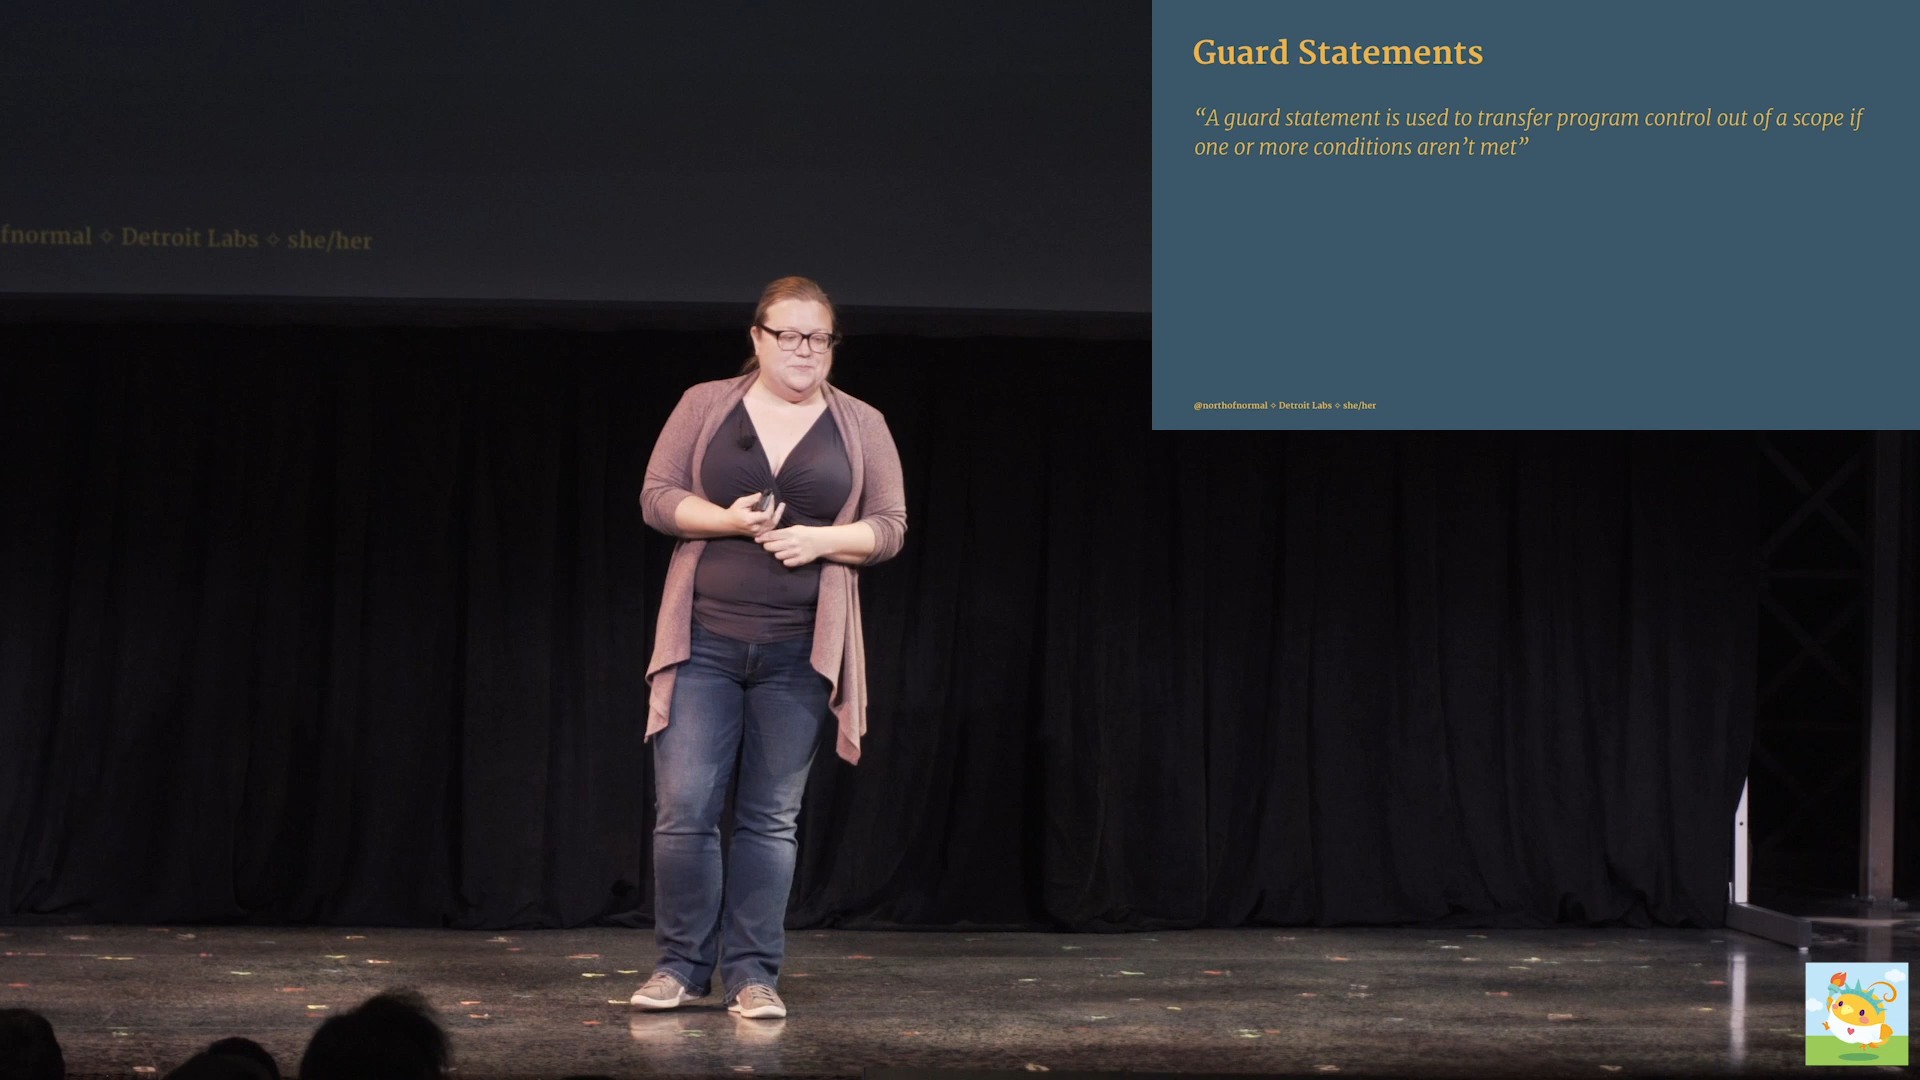 Guard Statements
“A guard statement is used to transfer program control out of a scope if
one or more conditions aren’t met”
@northofnormal ✧ Detroit Labs ✧ she/her
fnormal ✧ Detroit Labs ✧ she/her